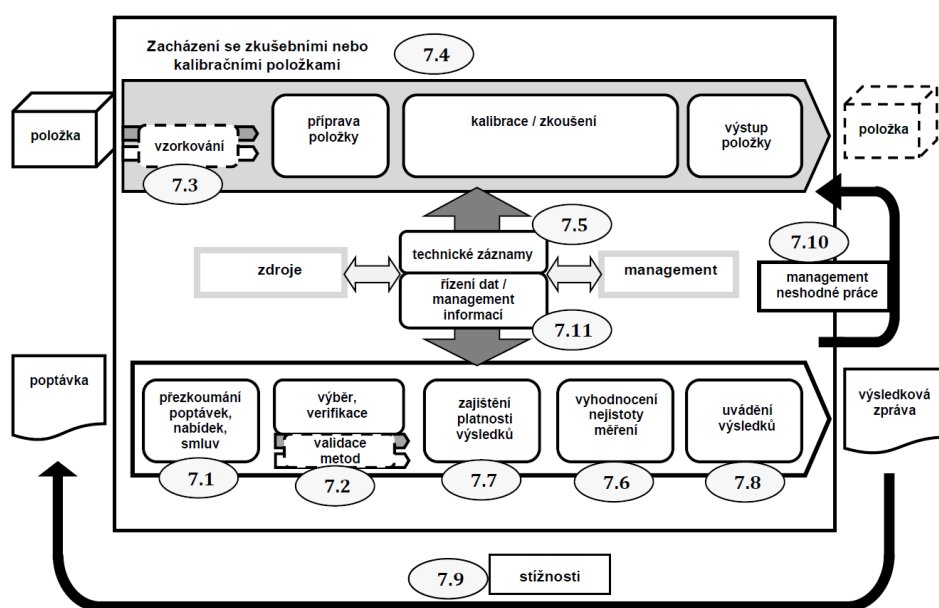 Zacházení se zkušebními nebo
kalibračními položkami
7.4
položka
vzorkování
7.3
příprava
položky
kalibrace / zkoušení
výstup
položky
položka
7.5
technické záznamy
zdroje
management
řízení dat /
management
informací
7.11
7.10
management
neshodné práce
poptávka
přezkoumání
poptávek,
nabídek,
smluv
7.1
výběr,
verifikace
validace
metod
7.2
zajištění
platnosti
výsledků
7.7
vyhodnocení
nejistoty
měření
7.6
uvádění
výsledků
7.8
výsledková
zpráva
7.9
stížnosti